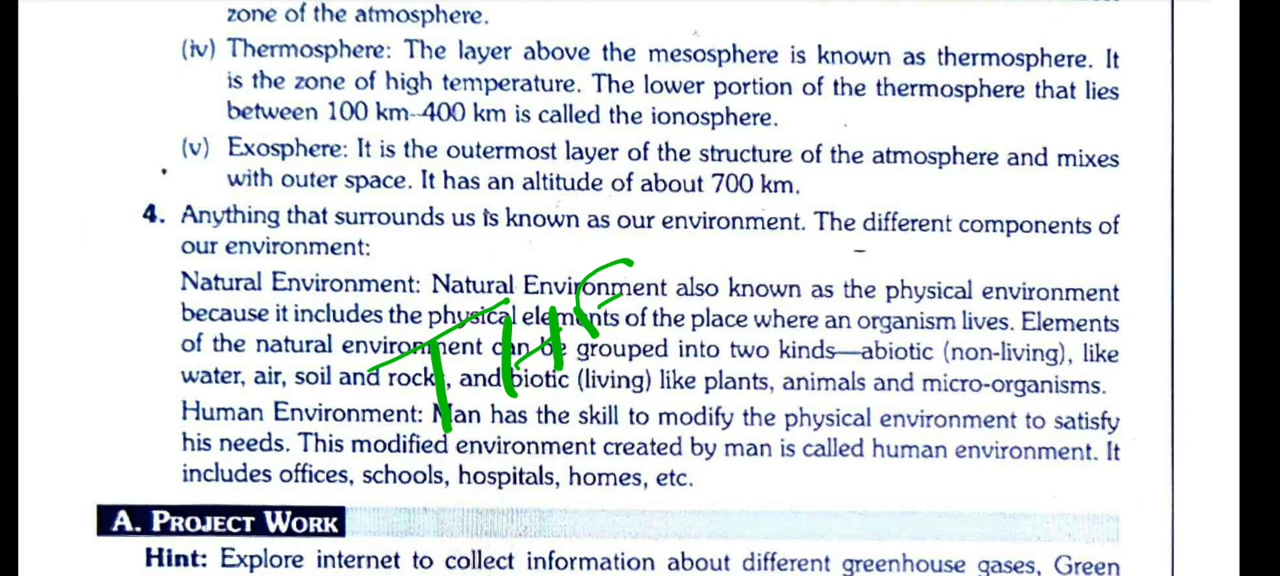 zone of the atmosphere.
(iv) Thermosphere: The layer above the mesosphere is known as thermosphere. It
is the zone of high temperature. The lower portion of the thermosphere that lies
between 100 km–400 km is called the ionosphere.
(v) Exosphere: It is the outermost layer of the structure of the atmosphere and mixes
with outer space. It has an altitude of about 700 km.
4. Anything that surrounds us is known as our environment. The different components of
our environment:
Natural Environment: Natural Environment also known as the physical environment
because it includes the physical elements of the place where an organism lives. Elements
of the natural environment can be grouped into two kinds—abiotic (non-living), like
water, air, soil and rocks, and biotic (living) like plants, animals and micro-organisms.
Human Environment: Man has the skill to modify the physical environment to satisfy
his needs. This modified environment created by man is called human environment. It
includes offices, schools, hospitals, homes, etc.
A. PROJECT WORK
Hint: Explore internet to collect information about different greenhouse gases, Green